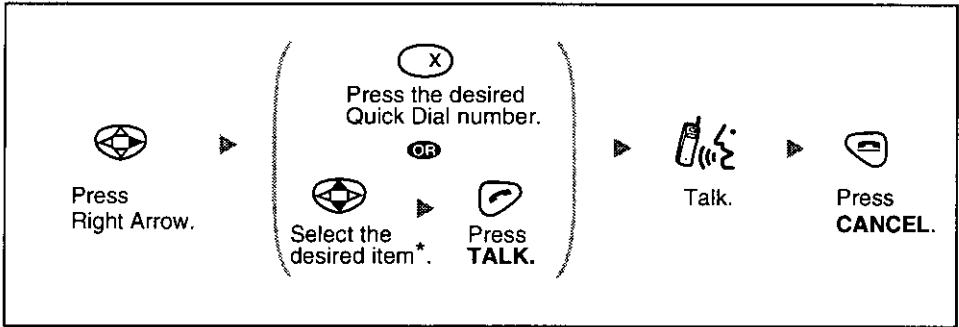 Press
Right Arrow.
X
Press the desired
Quick Dial number.
OR
Select the
desired item*.
Press
TALK.
Talk.
Press
CANCEL.